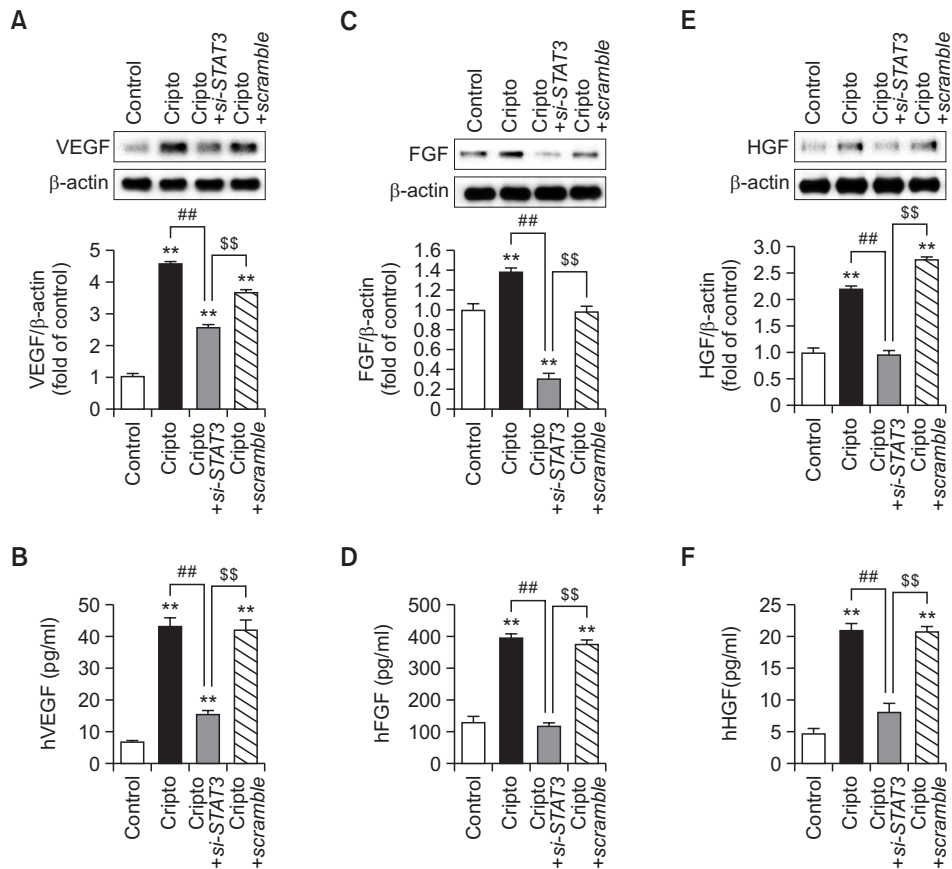 A
Control
Cripto
Cripto
+si-STAT3
Cripto
+scramble
VEGF
β-actin
##
$$
**
**
**
VEGF/β-actin
(fold of control)
5
4
3
2
1
0
Control
Cripto
Cripto
+si-STAT3
Cripto
+scramble
C
Control
Cripto
Cripto
+si-STAT3
Cripto
+scramble
FGF
β-actin
##
$$
**
**
FGF/β-actin
(fold of control)
1.6
1.4
1.2
1.0
0.8
0.6
0.4
0.2
0
Control
Cripto
Cripto
+si-STAT3
Cripto
+scramble
E
Control
Cripto
Cripto
+si-STAT3
Cripto
+scramble
HGF
β-actin
##
$$
**
**
HGF/β-actin
(fold of control)
3.0
2.5
2.0
1.5
1.0
0.5
0
Control
Cripto
Cripto
+si-STAT3
Cripto
+scramble
B
##
$$
**
**
**
hVEGF (pg/ml)
50
40
30
20
10
0
Control
Cripto
Cripto
+si-STAT3
Cripto
+scramble
D
##
$$
**
**
hFGF (pg/ml)
500
400
300
200
100
0
Control
Cripto
Cripto
+si-STAT3
Cripto
+scramble
F
##
$$
**
**
hHGF(pg/ml)
25
20
15
10
5
0
Control
Cripto
Cripto
+si-STAT3
Cripto
+scramble